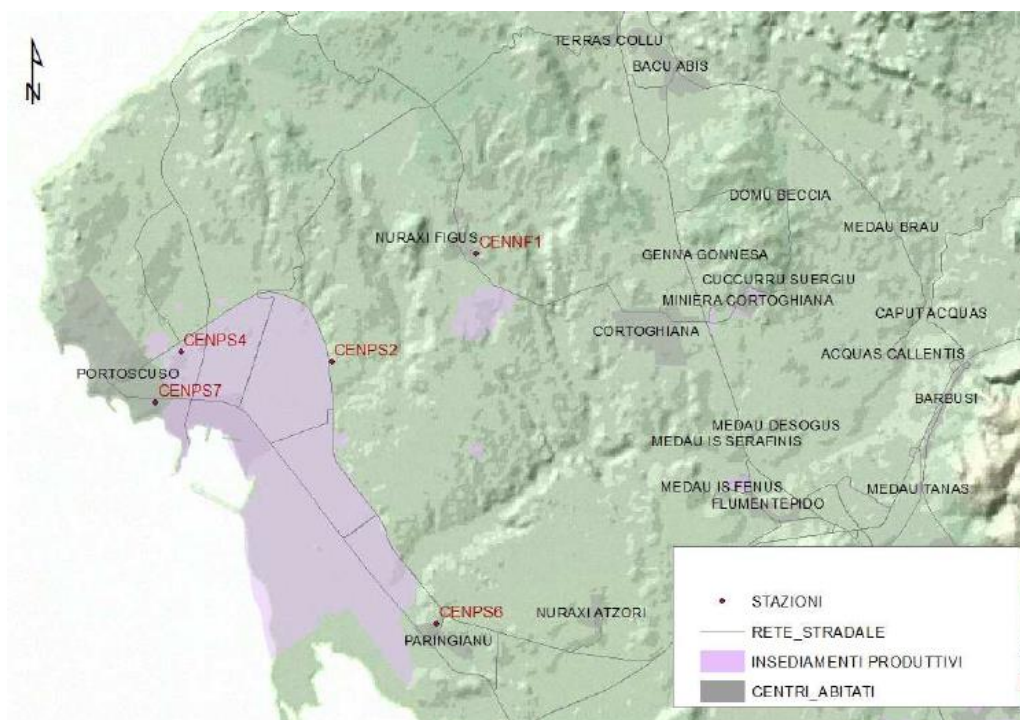 TERRAS COLLU
BACU ABIS
N
DOMU BECCIA
MEDAU BRAU
NURAXI FIGUS
CENNF1
GENNA GONNESA
CUCCURRU SUERGIU
MINIERA CORTOGHIANA
CAPUT ACQUAS
CORTOGHIANA
CENPS4
CENPS2
ACQUAS CALLENTIS
PORTOSCUSO
CENPS7
BARBUSI
MEDAU DESOGUS
MEDAU IS SERAFINIS
MEDAU IS FENUS
MEDAU TANAS
FLUMENTEPIDO
CENPS6
NURAXI ATZORI
PARINGIANU
STAZIONI
RETE_STRADALE
INSEDIAMENTI PRODUTTIVI
CENTRI_ABITATI